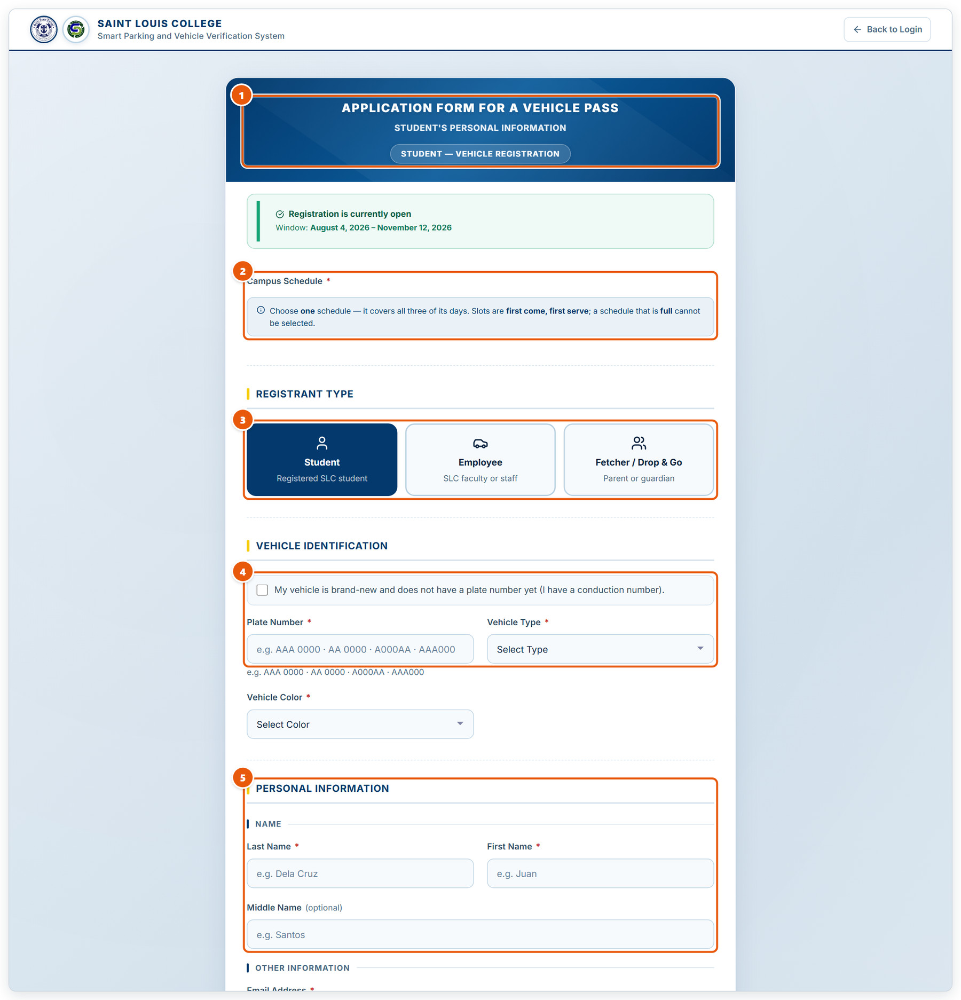 SAINT LOUIS COLLEGE
Smart Parking and Vehicle Verification System
Back to Login
1
APPLICATION FORM FOR A VEHICLE PASS
STUDENT'S PERSONAL INFORMATION
STUDENT — VEHICLE REGISTRATION
Registration is currently open
Window: August 4, 2026 – November 12, 2026
2
Campus Schedule *
Choose one schedule — it covers all three of its days. Slots are first come, first serve; a schedule that is full cannot
be selected.
REGISTRANT TYPE
3
Student
Registered SLC student
Employee
SLC faculty or staff
Fetcher / Drop & Go
Parent or guardian
VEHICLE IDENTIFICATION
4
My vehicle is brand-new and does not have a plate number yet (I have a conduction number).
Plate Number *
Vehicle Type *
e.g. AAA 0000 · AA 0000 · A000AA · AAA000
Select Type
e.g. AAA 0000 · AA 0000 · A000AA · AAA000
Vehicle Color *
Select Color
5
PERSONAL INFORMATION
NAME
Last Name *
First Name *
e.g. Dela Cruz
e.g. Juan
Middle Name (optional)
e.g. Santos
OTHER INFORMATION
Email Address *